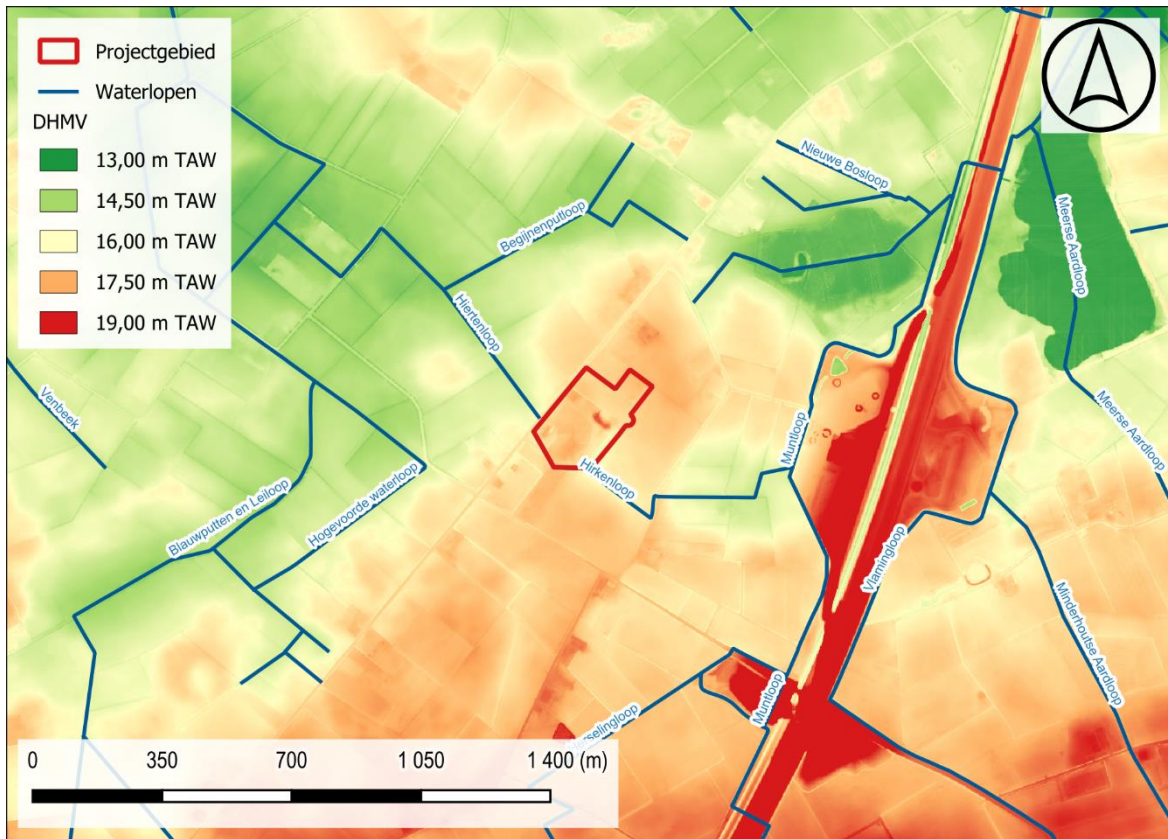 Projectgebied
Waterlopen
DHMV
13,00 m TAW
14,50 m TAW
16,00 m TAW
17,50 m TAW
19,00 m TAW
Nieuwe Bosloop
Begijnenputloop
Meerse Aardloop
Hiertenloop
Venbeek
Muntloop
Meerse Aardloop
Hirkenloop
Blauwputten en Leiloop
Hogevoorde waterloop
Vlamingloop
Minderhoutse Aardloop
Muntloop
0 350 700 1 050 1 400 (m)